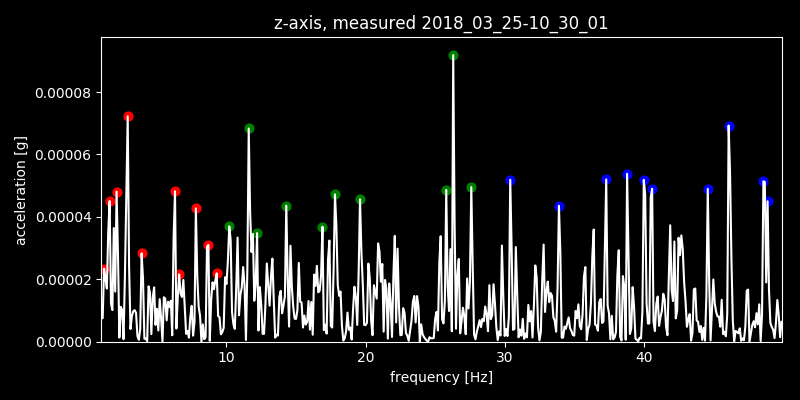 z-axis, measured 2018_03_25-10_30_01
acceleration [g]
0.00008
0.00006
0.00004
0.00002
0.00000
10 20 30 40
frequency [Hz]